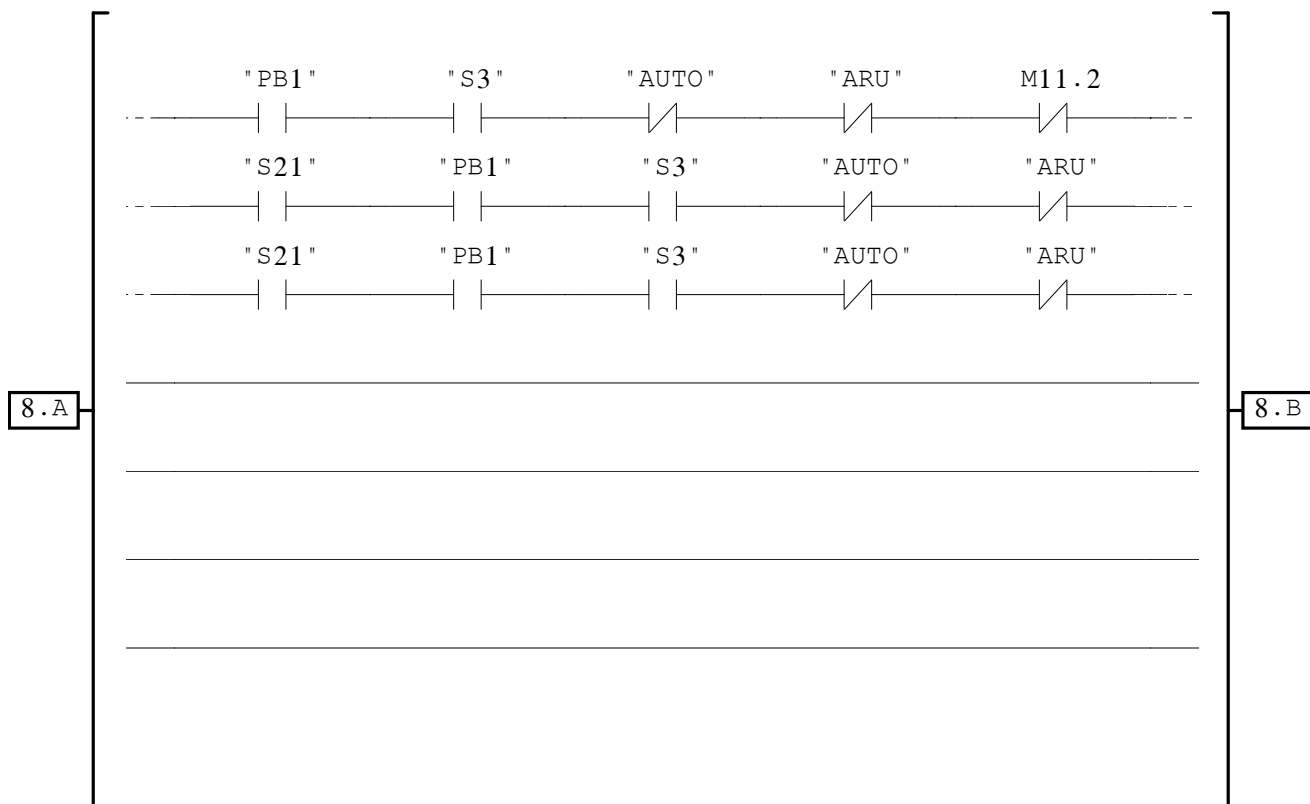 "PB1" "S3" "AUTO" "ARU" M11.2
"S21" "PB1" "S3" "AUTO" "ARU"
"S21" "PB1" "S3" "AUTO" "ARU"
8.A 8.B